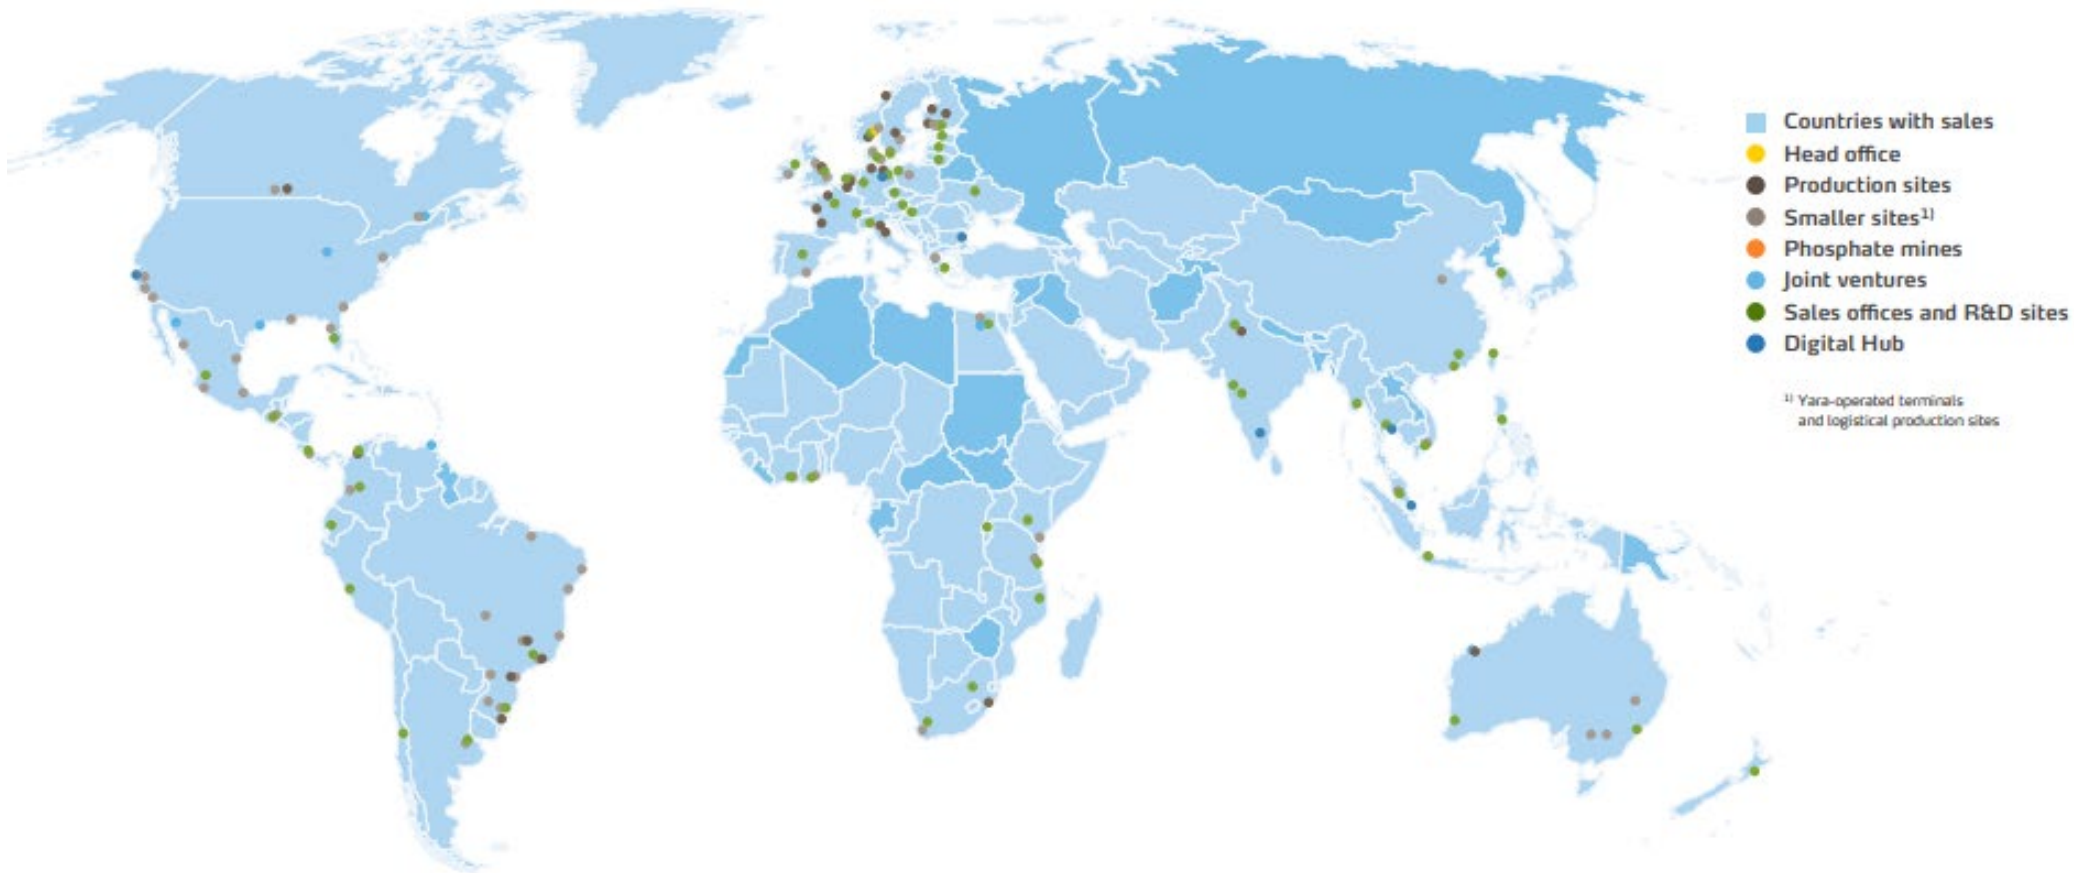 Countries with sales
Head office
Production sites
Smaller sites¹⁾
Phosphate mines
Joint ventures
Sales offices and R&D sites
Digital Hub
¹⁾ Yara-operated terminals
and logistical production sites